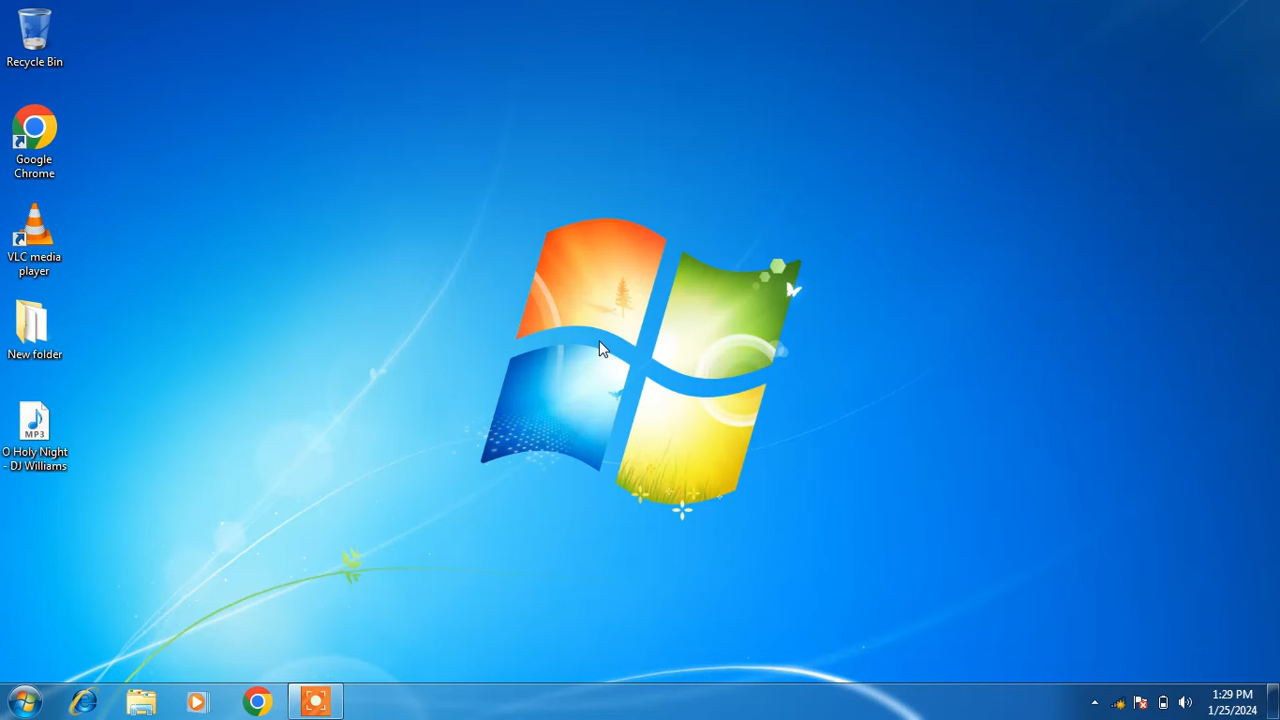 Recycle Bin
Google
Chrome
VLC media
player
New folder
MP3
O Holy Night
- DJ Williams
1:29 PM
1/25/2024